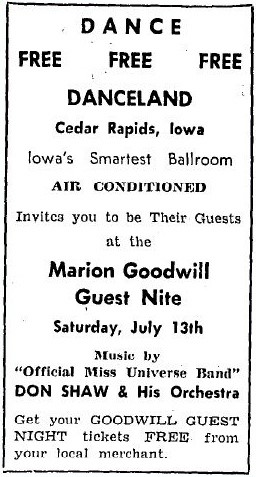 DANCE
FREE FREE FREE
DANCELAND
Cedar Rapids, Iowa
Iowa's Smartest Ballroom
AIR CONDITIONED
Invites you to be Their Guests
at the
Marion Goodwill
Guest Nite
Saturday, July 13th
Music by
"Official Miss Universe Band"
DON SHAW & His Orchestra
Get your GOODWILL GUEST
NIGHT tickets FREE from
your local merchant.